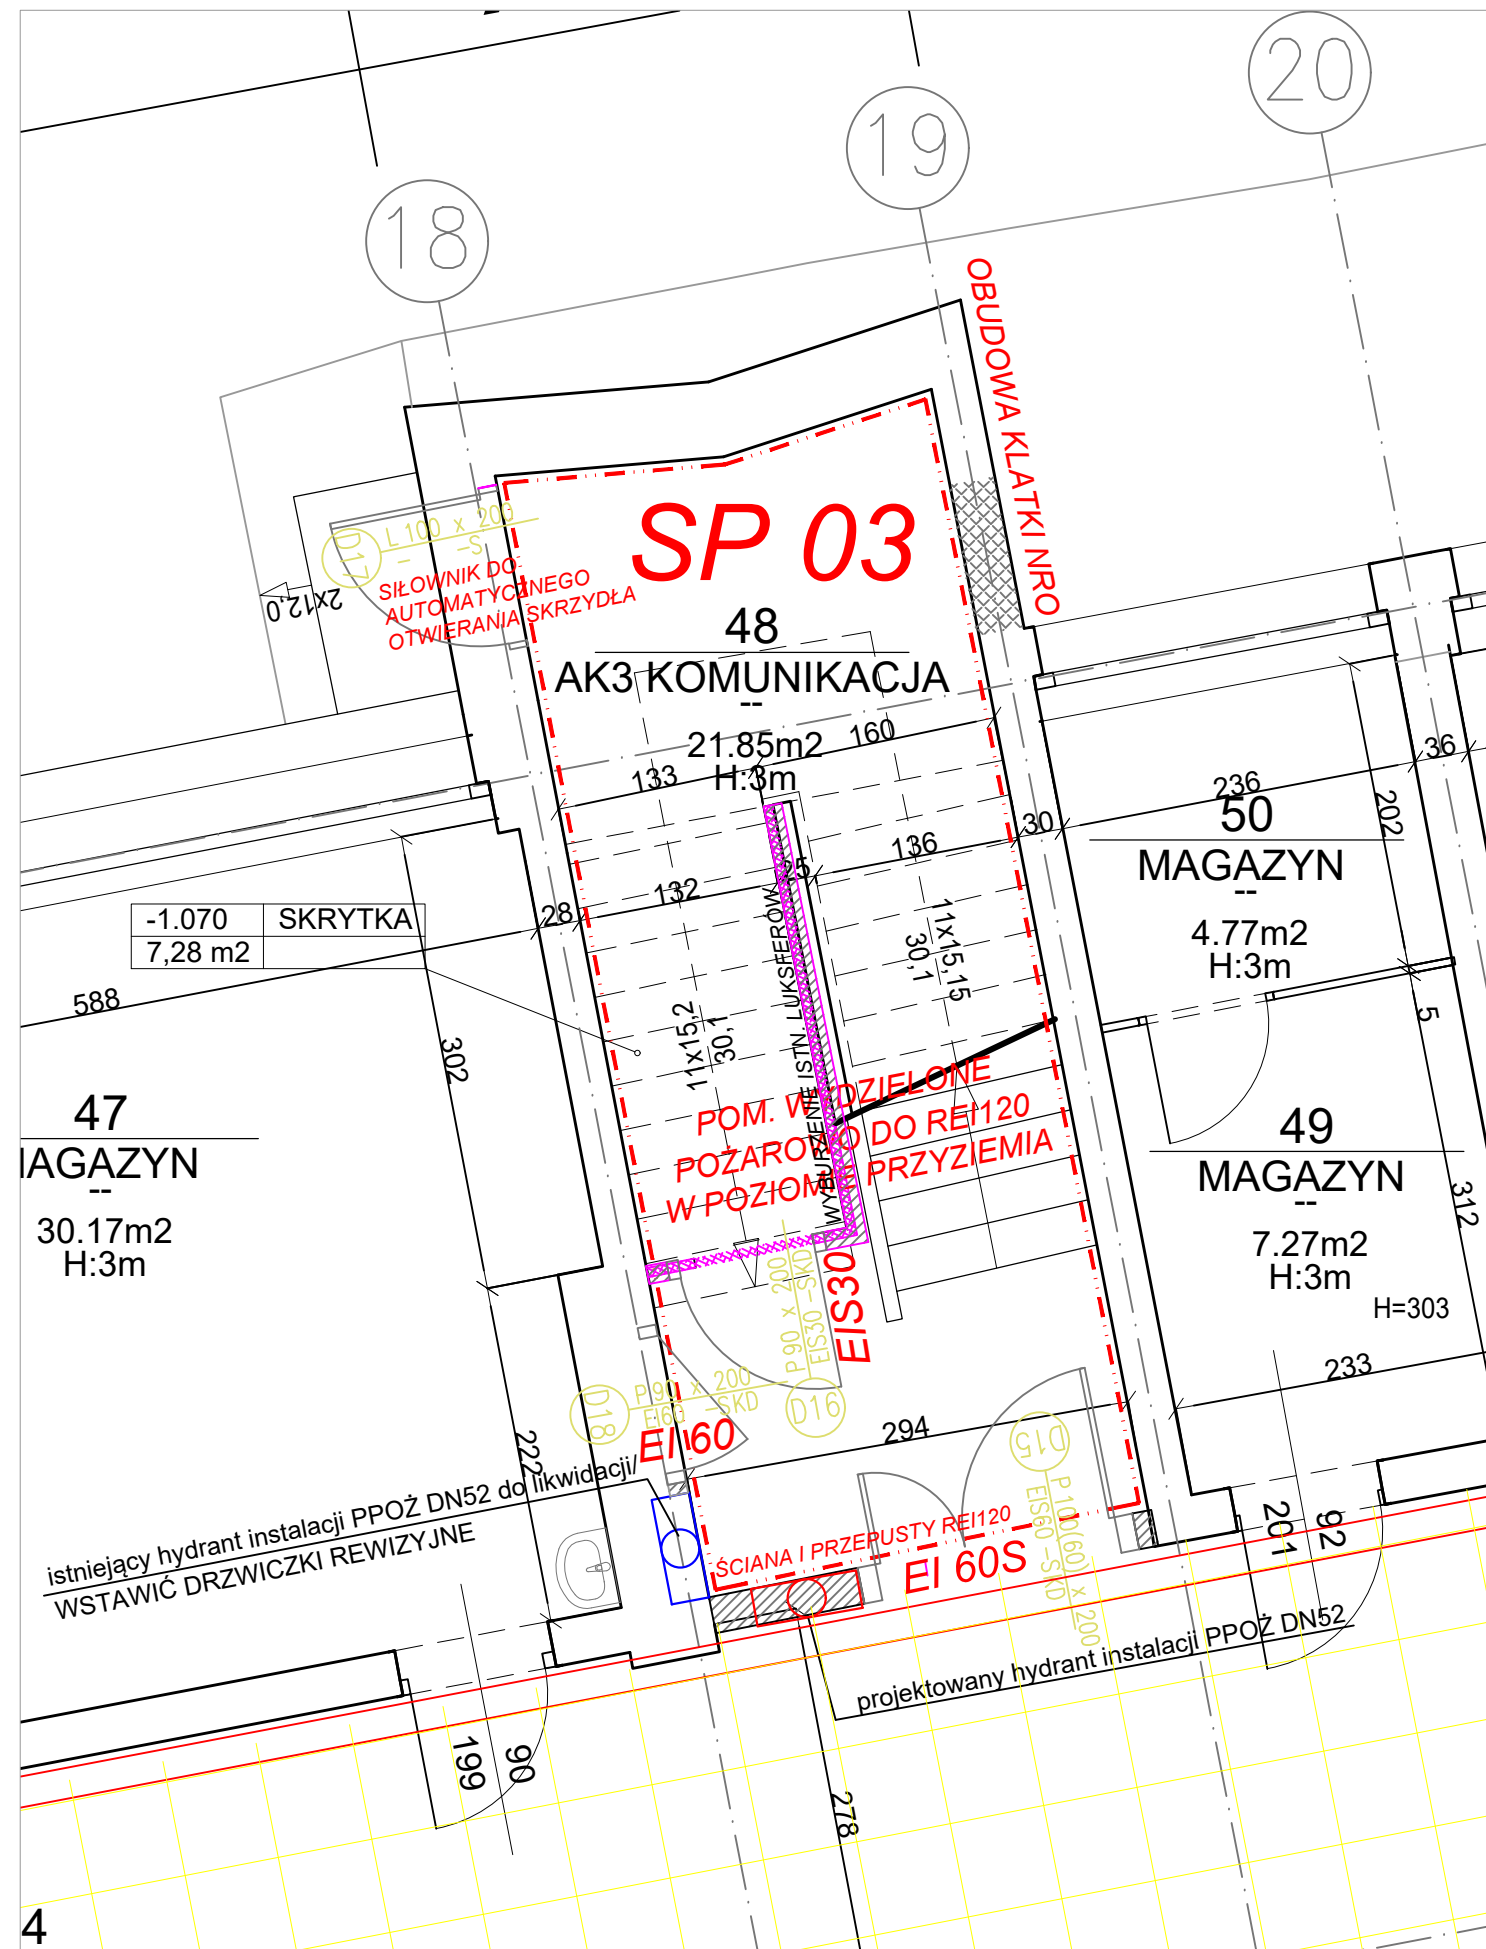 20
19
18
OBUDOWA KLATKI NRO
SP 03
D17
L 100 x 200
-
-S
SIŁOWNIK DO
AUTOMATYCZNEGO
OTWIERANIA SKRZYDŁA
2x12,0
48
AK3 KOMUNIKACJA
--
21.85m2
H:3m
160
133
136
25
132
28
30
236
36
202
50
MAGAZYN
--
4.77m2
H:3m
-1.070 SKRYTKA
7,28 m2
588
302
11x15,2
30,1
11x15,15
30,1
WYBURZENIE ISTN. LUKSFERÓW
5
POM. WYDZIELONE
POŻAROWO DO REI120
W POZIOMIE PRZYZIEMIA
47
MAGAZYN
--
30.17m2
H:3m
49
MAGAZYN
--
7.27m2
H:3m
H=303
312
233
EIS30
P 90 x 200
EIS30 -SKD
D16
D18
P 90 x 200
EI60 -SKD
EI 60
294
222
D15
P 100(60) x 200
EIS60 -SKD
istniejący hydrant instalacji PPOŻ DN52 do likwidacji/
WSTAWIĆ DRZWICZKI REWIZYJNE
ŚCIANA I PRZEPUSTY REI120
EI 60S
201
92
projektowany hydrant instalacji PPOŻ DN52
199
90
278
4